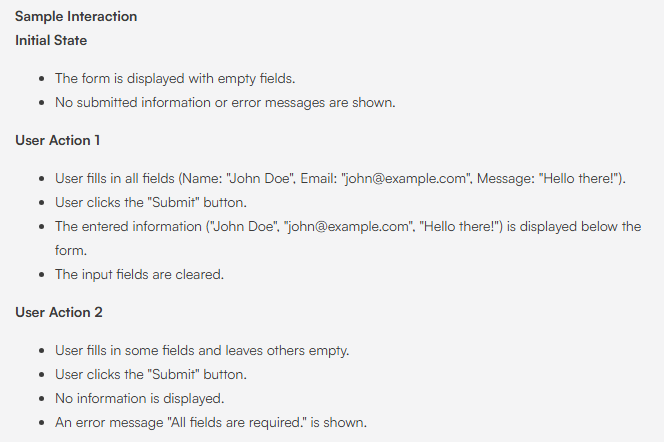 Sample Interaction
Initial State
• The form is displayed with empty fields.
• No submitted information or error messages are shown.
User Action 1
• User fills in all fields (Name: "John Doe", Email: "john@example.com", Message: "Hello there!").
• User clicks the "Submit" button.
• The entered information ("John Doe", "john@example.com", "Hello there!") is displayed below the
form.
• The input fields are cleared.
User Action 2
• User fills in some fields and leaves others empty.
• User clicks the "Submit" button.
• No information is displayed.
• An error message "All fields are required." is shown.